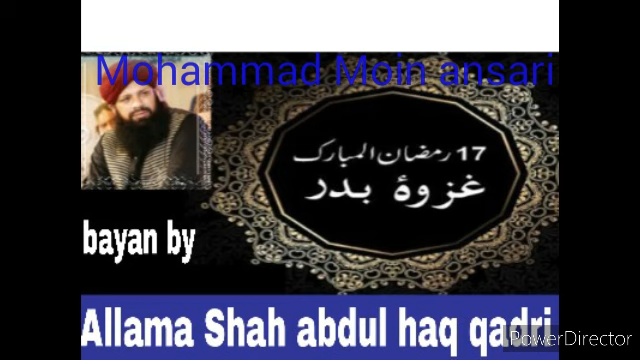 Mohammad Moin ansari
17 رمضان المبارک
غزوۂ بدر
bayan by
Allama Shah abdul haq qadri
PowerDirector